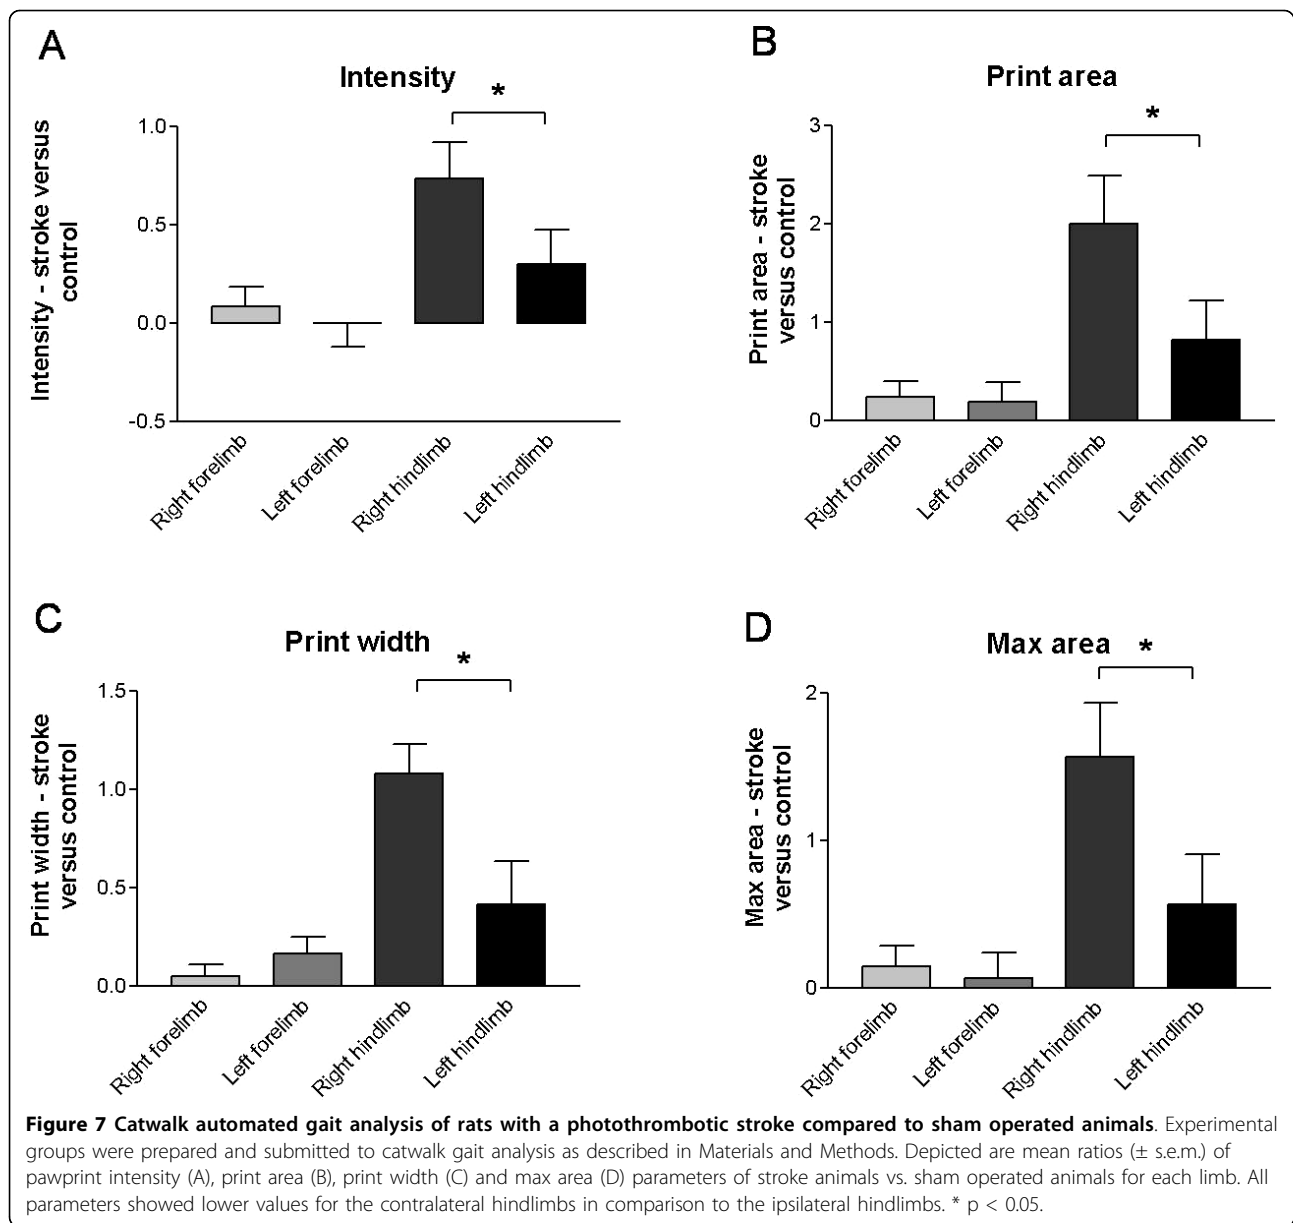 A
Intensity
*
Intensity - stroke versus
control
1.0
0.5
0.0
-0.5
Right forelimb
Left forelimb
Right hindlimb
Left hindlimb
B
Print area
*
Print area - stroke
versus control
3
2
1
0
Right forelimb
Left forelimb
Right hindlimb
Left hindlimb
C
Print width
*
Print width - stroke
versus control
1.5
1.0
0.5
0.0
Right forelimb
Left forelimb
Right hindlimb
Left hindlimb
D
Max area
*
Max area - stroke
versus control
2
1
0
Right forelimb
Left forelimb
Right hindlimb
Left hindlimb
Figure 7 Catwalk automated gait analysis of rats with a photothrombotic stroke compared to sham operated animals. Experimental
groups were prepared and submitted to catwalk gait analysis as described in Materials and Methods. Depicted are mean ratios (± s.e.m.) of
pawprint intensity (A), print area (B), print width (C) and max area (D) parameters of stroke animals vs. sham operated animals for each limb. All
parameters showed lower values for the contralateral hindlimbs in comparison to the ipsilateral hindlimbs. * p < 0.05.